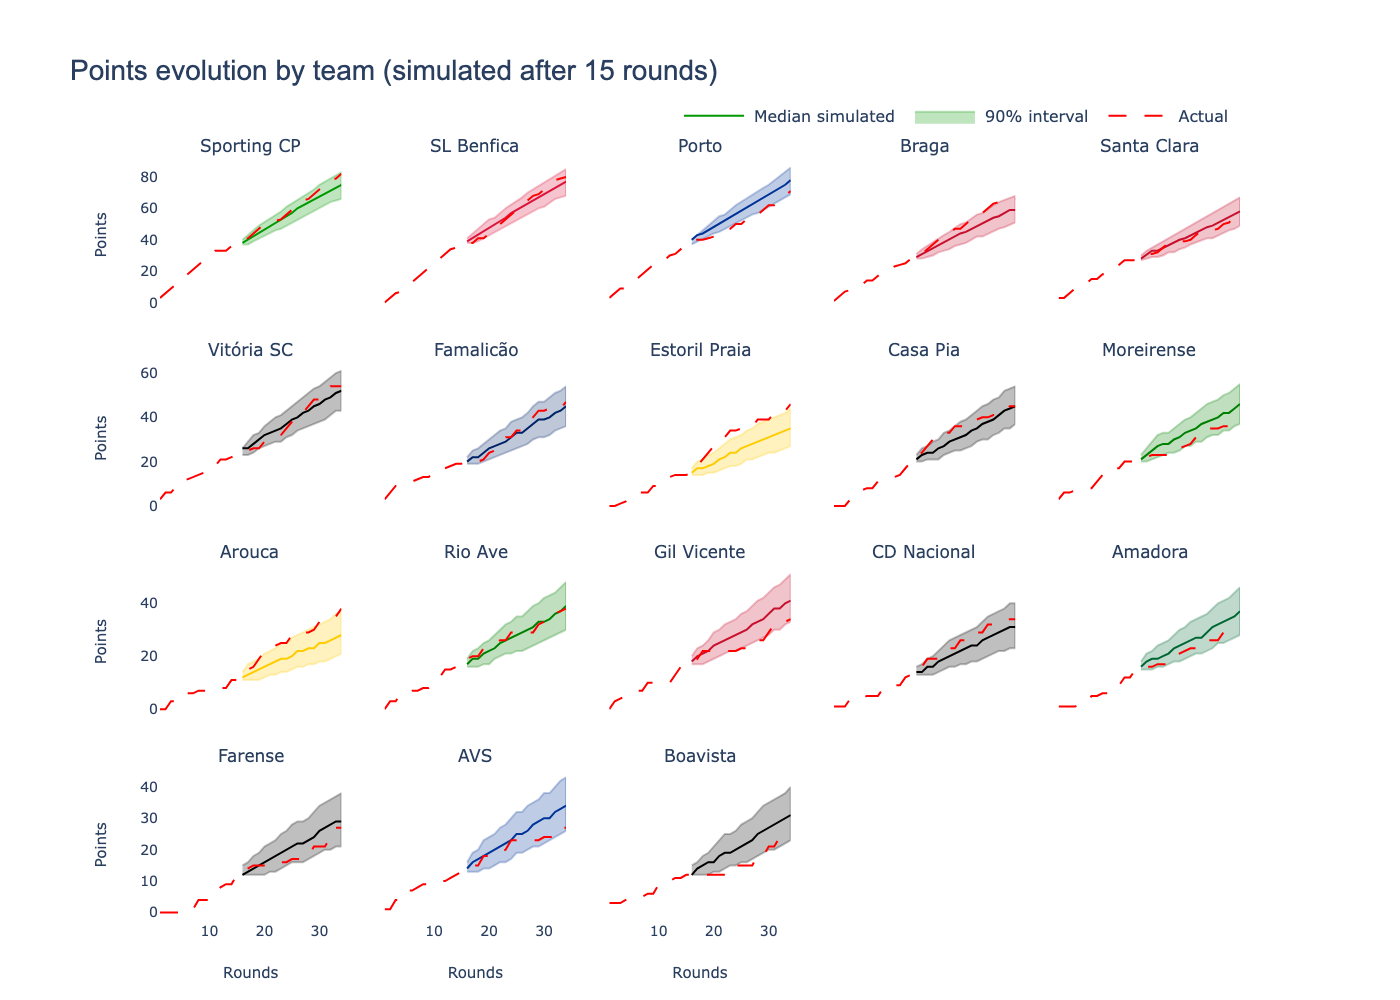 Points evolution by team (simulated after 15 rounds)
Median simulated 90% interval Actual
Sporting CP SL Benfica Porto Braga Santa Clara
80
60
40
20
0
Points
Vitória SC Famalicão Estoril Praia Casa Pia Moreirense
60
40
20
0
Points
Arouca Rio Ave Gil Vicente CD Nacional Amadora
40
20
0
Points
Farense AVS Boavista
40
30
20
10
0
Points
10 20 30 10 20 30 10 20 30
Rounds Rounds Rounds